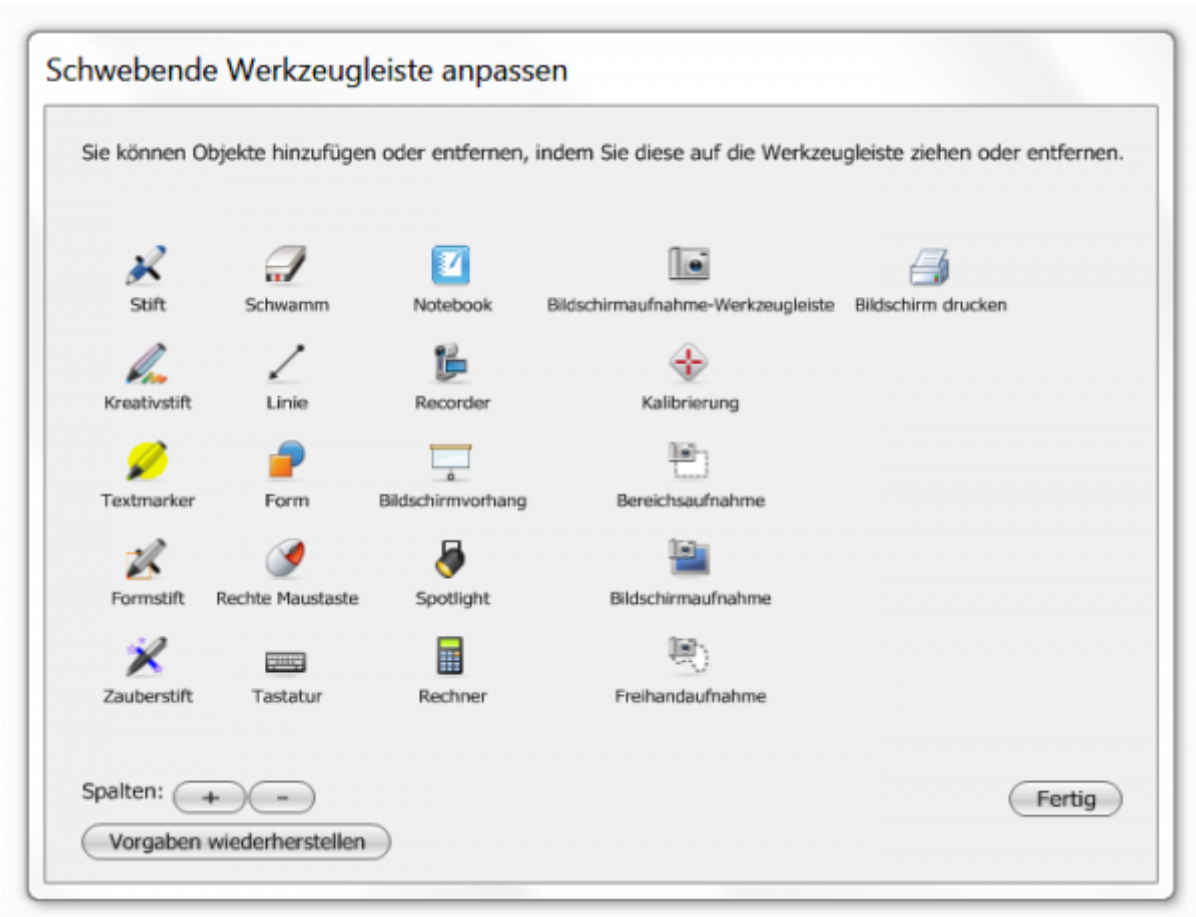 Schwebende Werkzeugleiste anpassen
Sie können Objekte hinzufügen oder entfernen, indem Sie diese auf die Werkzeugleiste ziehen oder entfernen.
Stift Schwamm Notebook Bildschirmaufnahme-Werkzeugleiste Bildschirm drucken
Kreativstift Linie Recorder Kalibrierung
Textmarker Form Bildschirmvorhang Bereichsaufnahme
Formstift Rechte Maustaste Spotlight Bildschirmaufnahme
Zauberstift Tastatur Rechner Freihandaufnahme
Spalten: + - Fertig
Vorgaben wiederherstellen